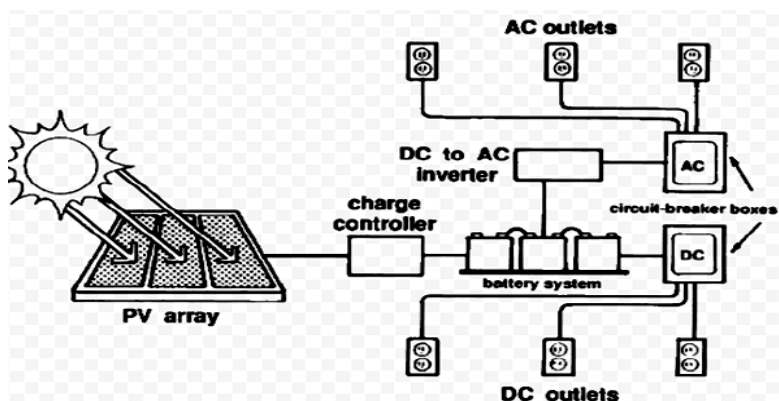 AC outlets
DC to AC
inverter
AC
charge
controller
circuit-breaker boxes
DC
battery system
PV array
DC outlets